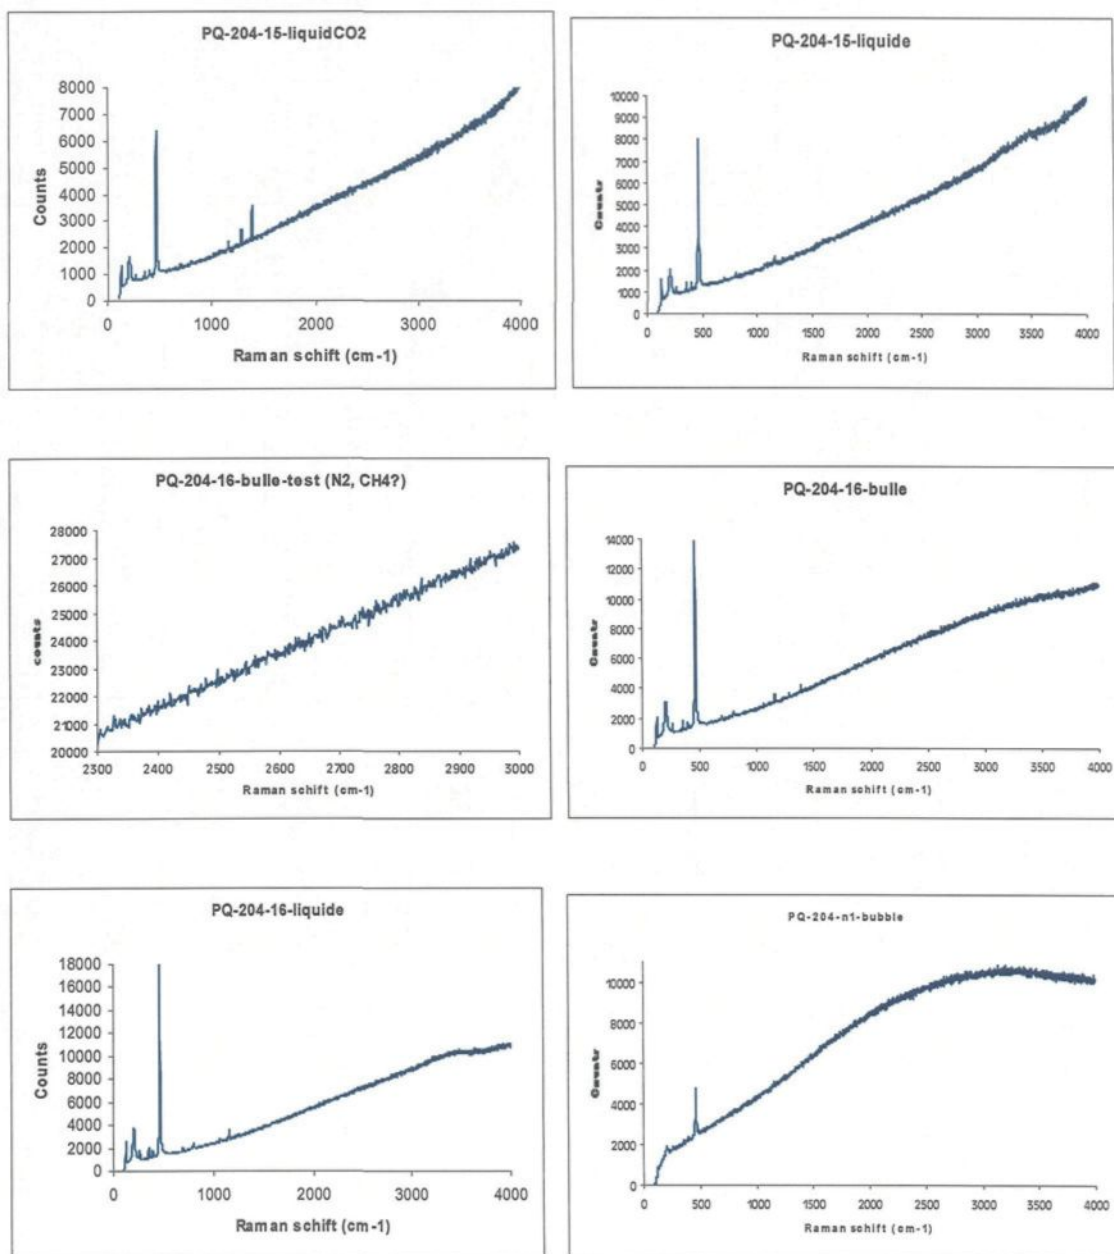 PQ-204-15-liquidCO2
8000
7000
6000
5000
4000
3000
2000
1000
0
Counts
0 1000 2000 3000 4000
Raman schift (cm-1)
PQ-204-15-liquide
10000
9000
8000
7000
6000
5000
4000
3000
2000
1000
0
Counts
0 500 1000 1500 2000 2500 3000 3500 4000
Raman schift (cm-1)
PQ-204-16-bulle-test (N2, CH4?)
28000
27000
26000
25000
24000
23000
22000
21000
20000
counts
2300 2400 2500 2600 2700 2800 2900 3000
Raman schift (cm-1)
PQ-204-16-bulle
14000
12000
10000
8000
6000
4000
2000
0
Counts
0 500 1000 1500 2000 2500 3000 3500 4000
Raman schift (cm-1)
PQ-204-16-liquide
18000
16000
14000
12000
10000
8000
6000
4000
2000
0
Counts
0 1000 2000 3000 4000
Raman schift (cm-1)
PQ-204-n1-bubble
10000
8000
6000
4000
2000
0
Counts
0 500 1000 1500 2000 2500 3000 3500 4000
Raman schift (cm-1)